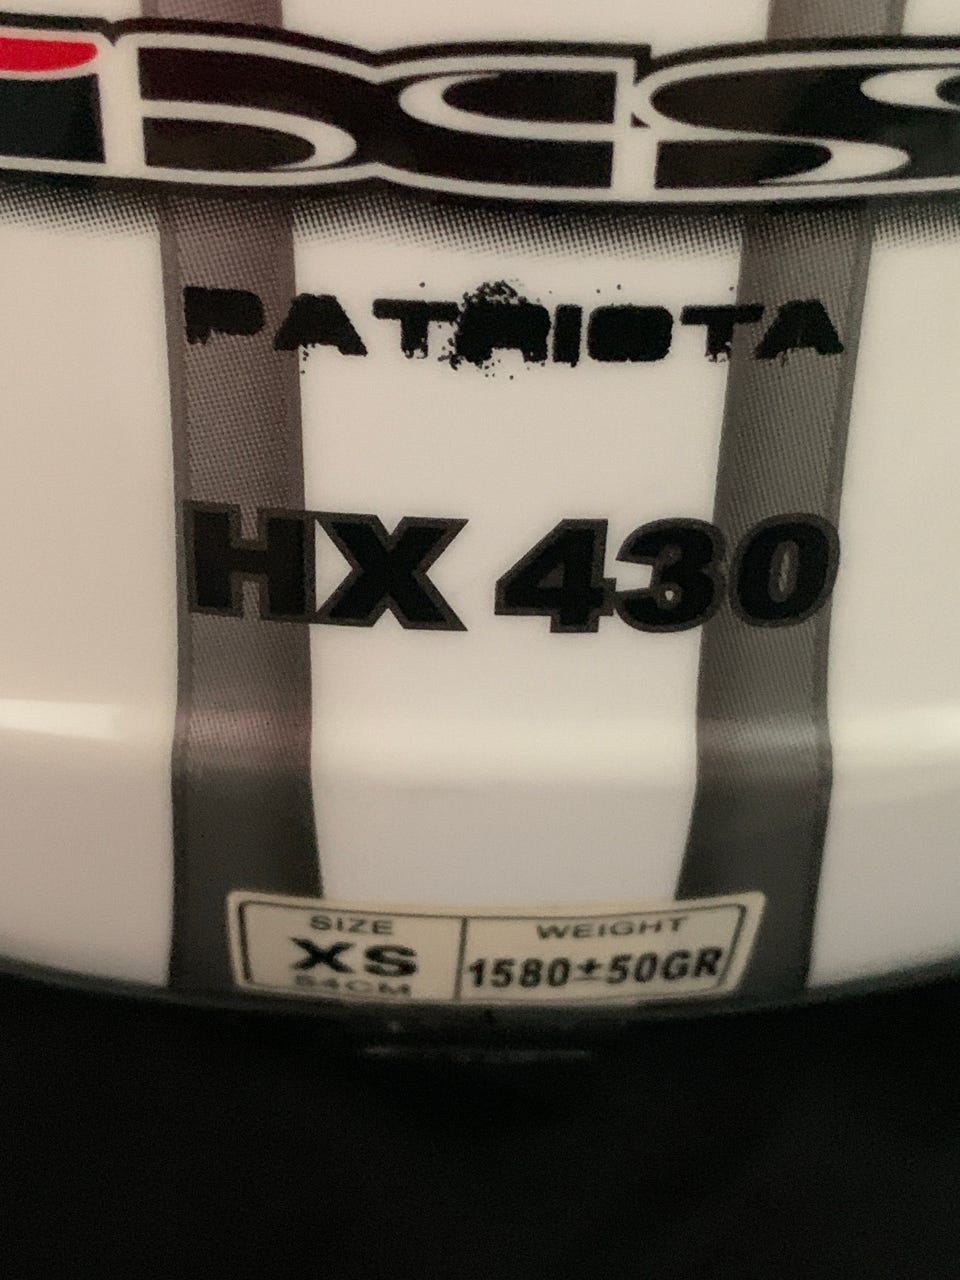 PATRIOTA
HX 430
SIZE WEIGHT
XS 1580±50GR
54CM